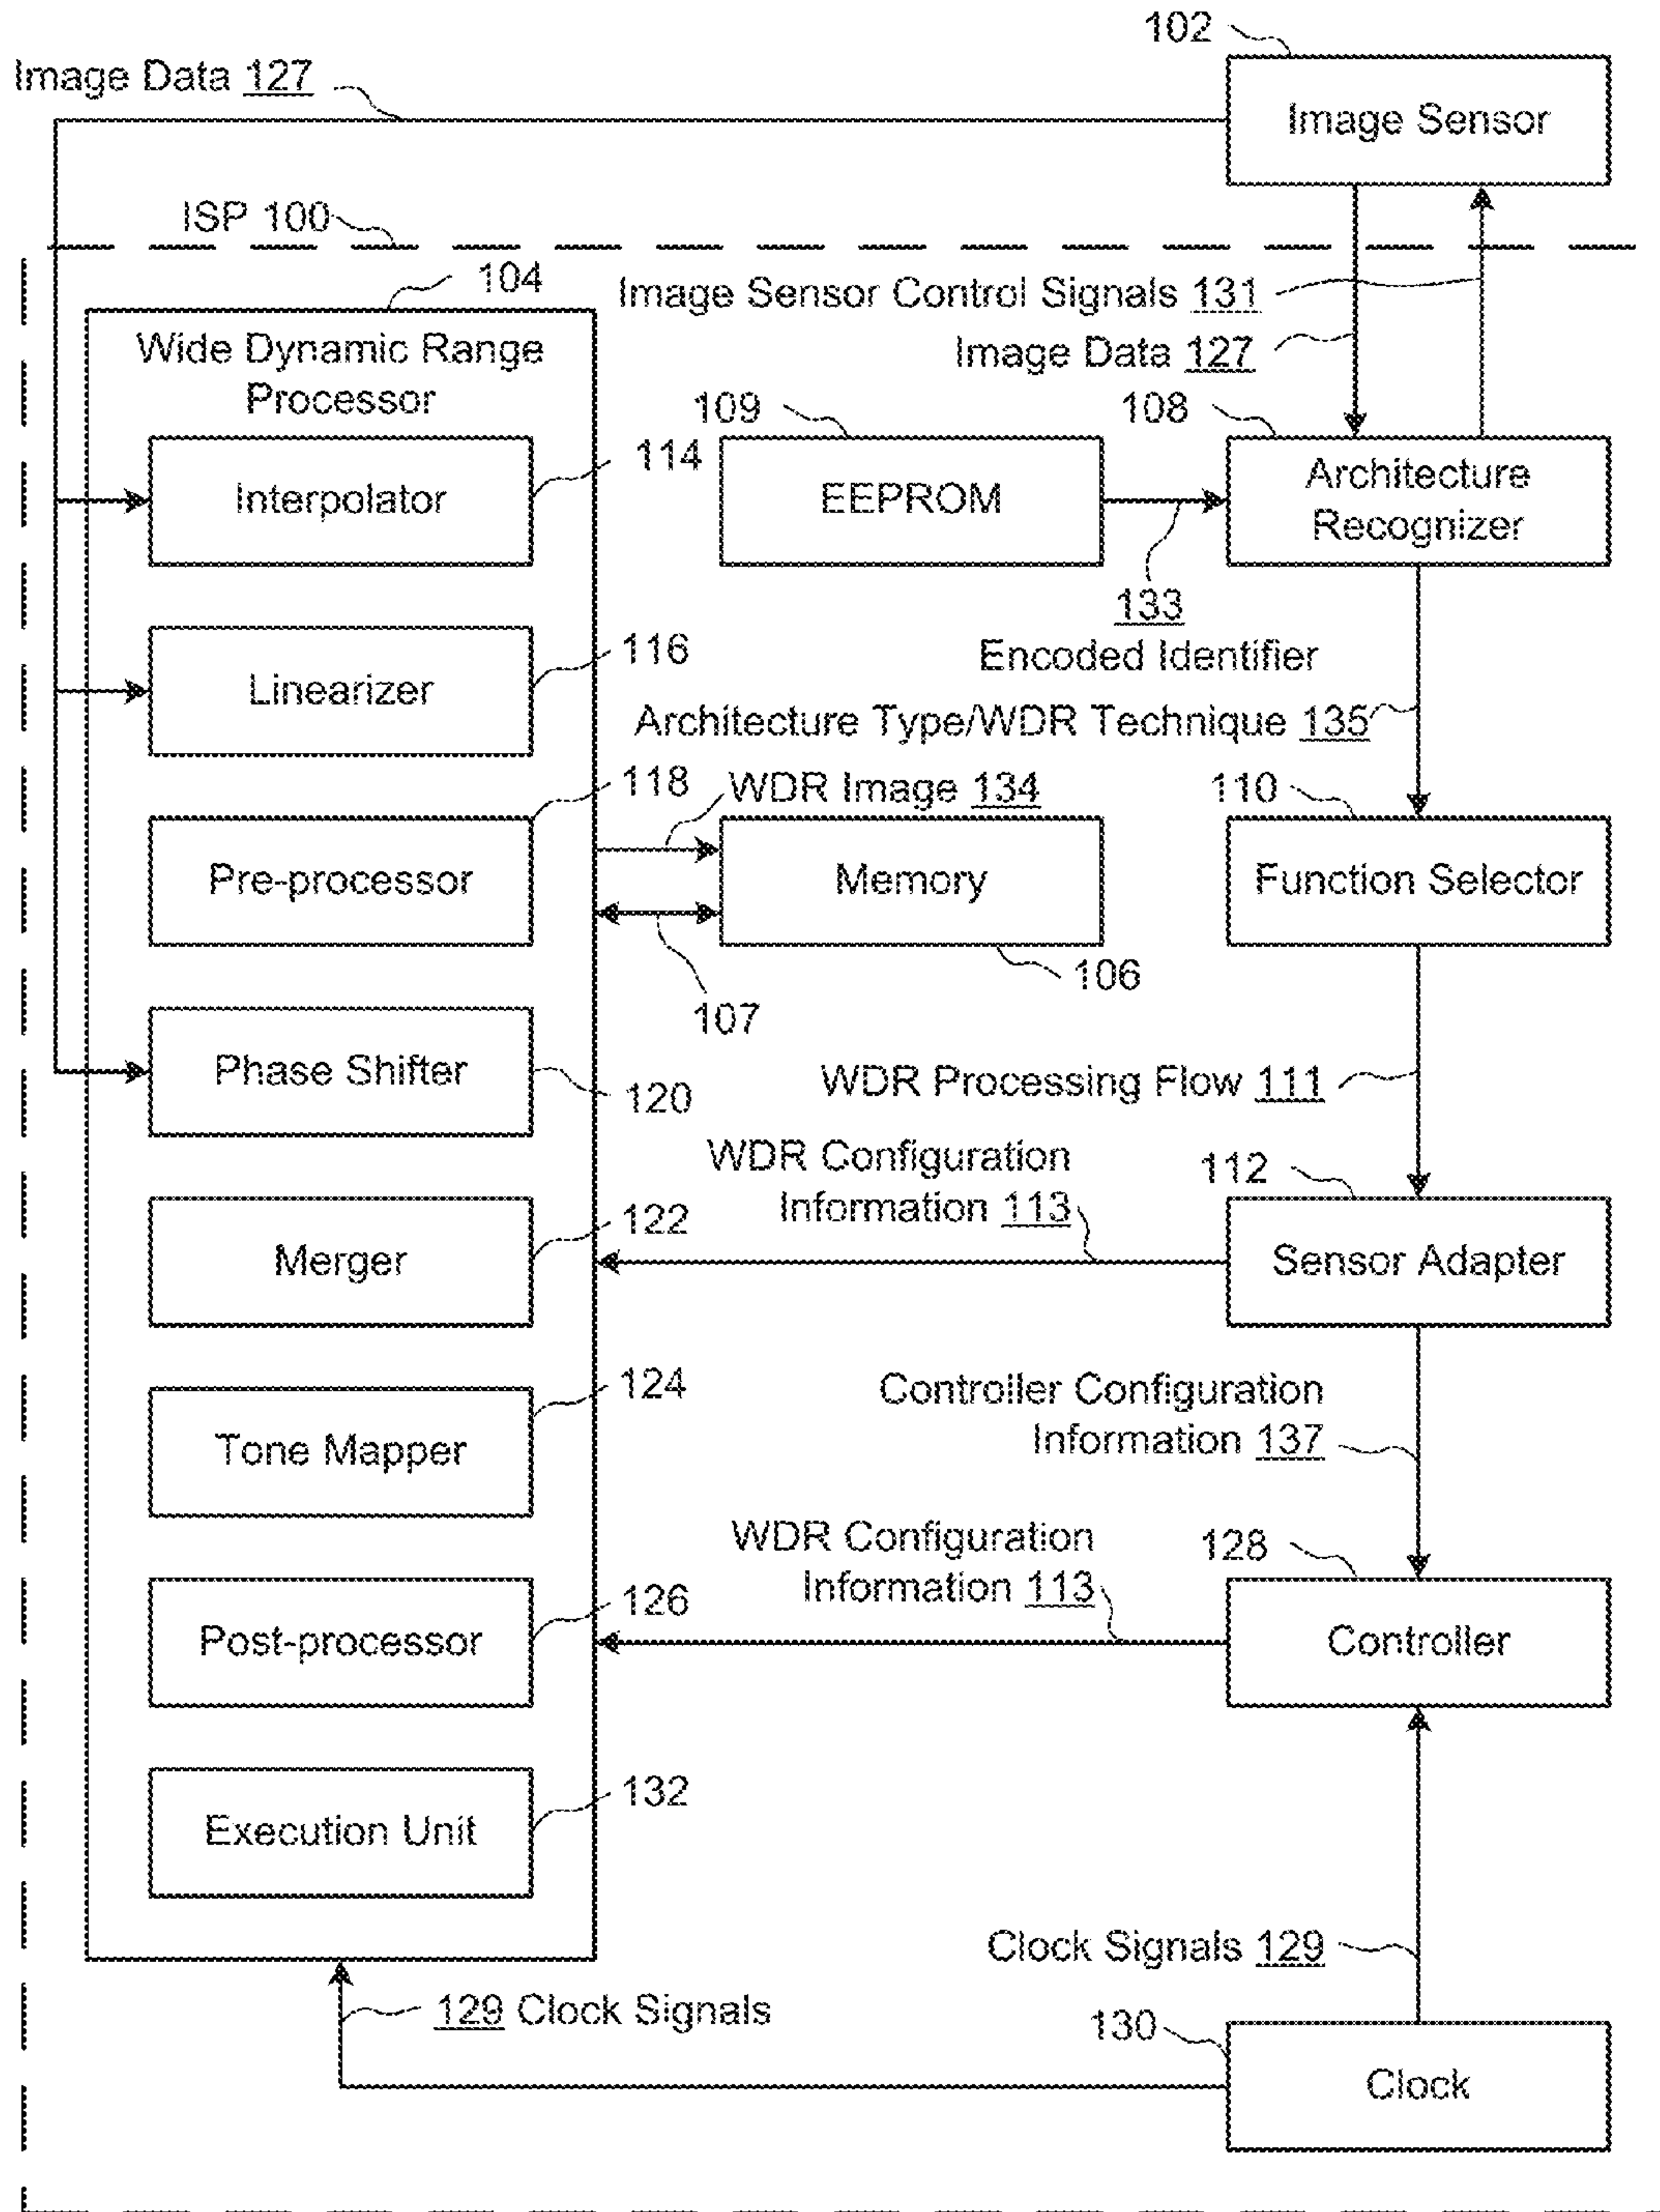 102
Image Data 127
Image Sensor
ISP 100
104
Image Sensor Control Signals 131
Image Data 127
Wide Dynamic Range
Processor
109
108
114
Interpolator
EEPROM
Architecture
Recognizer
133
Encoded Identifier
116
Linearizer
Architecture Type/WDR Technique 135
118
WDR Image 134
110
Pre-processor
Memory
Function Selector
106
107
Phase Shifter
120
WDR Processing Flow 111
WDR Configuration
Information 113
112
122
Merger
Sensor Adapter
124
Controller Configuration
Information 137
Tone Mapper
WDR Configuration
Information 113
128
126
Post-processor
Controller
132
Execution Unit
Clock Signals 129
129 Clock Signals
130
Clock